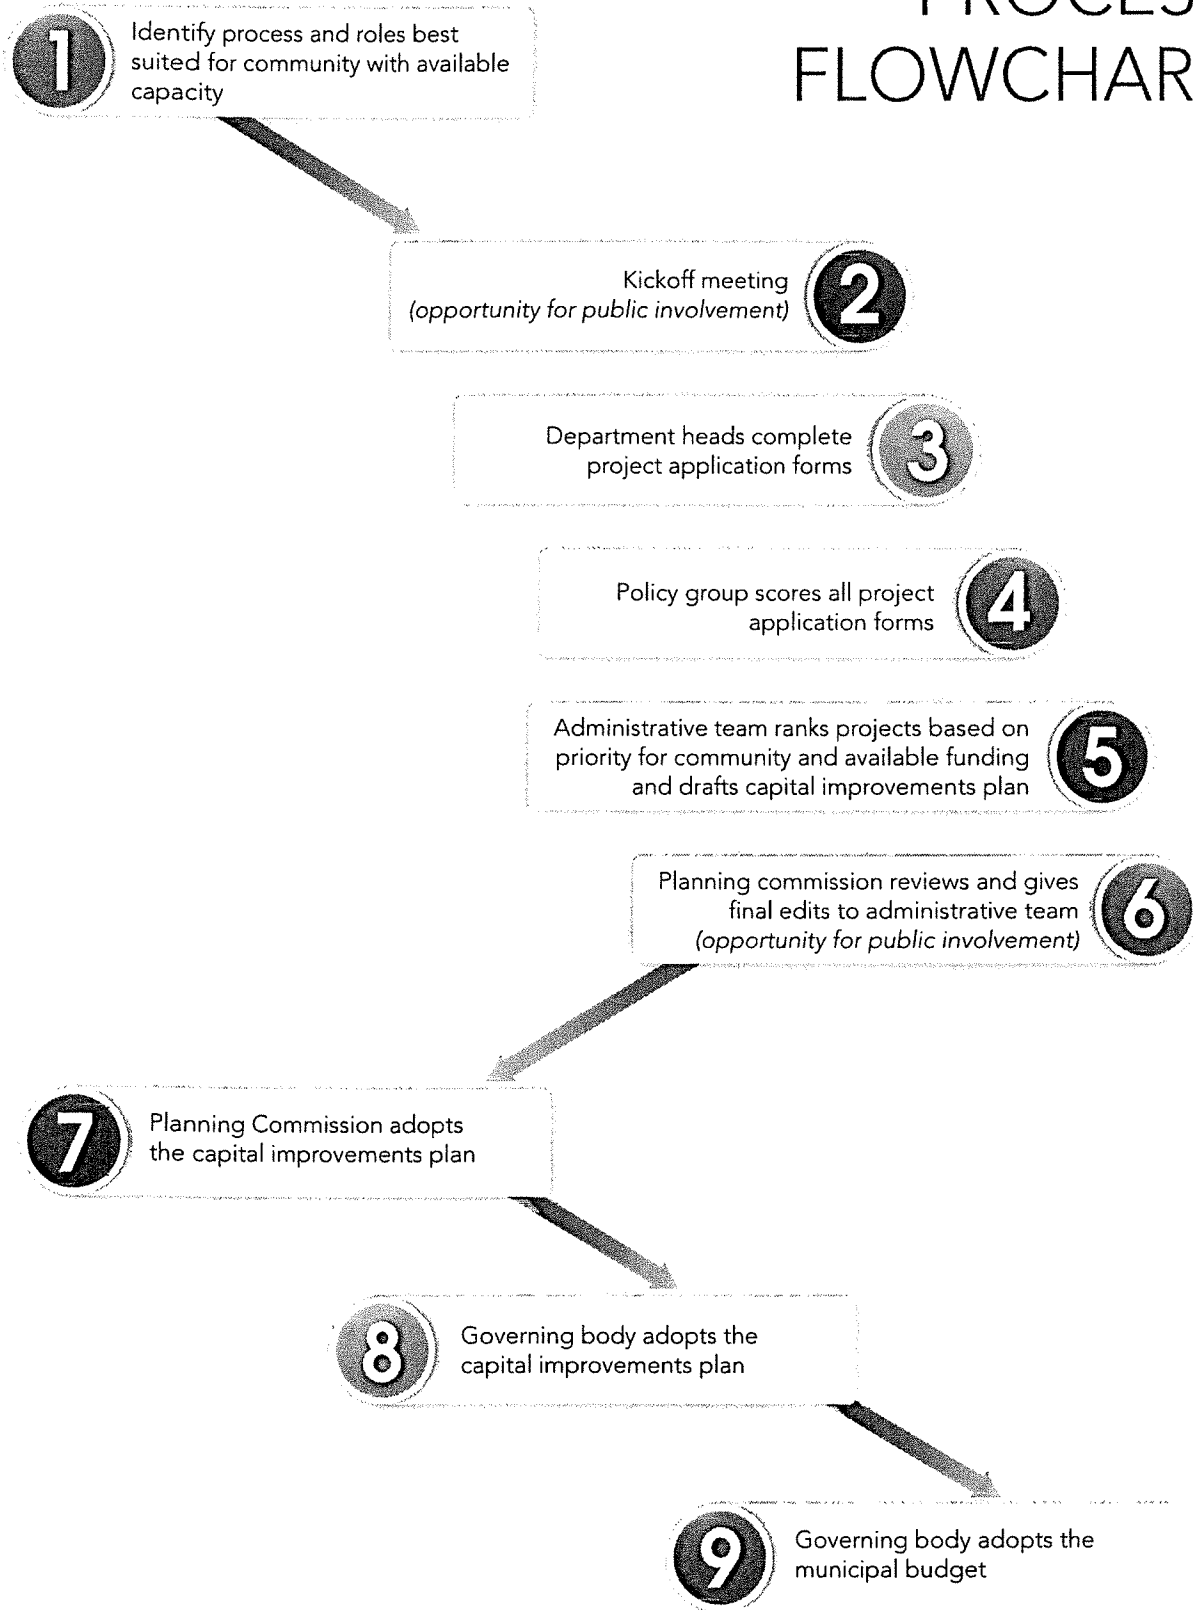 PROCES
FLOWCHAR
1
Identify process and roles best
suited for community with available
capacity
2
Kickoff meeting
(opportunity for public involvement)
3
Department heads complete
project application forms
4
Policy group scores all project
application forms
5
Administrative team ranks projects based on
priority for community and available funding
and drafts capital improvements plan
6
Planning commission reviews and gives
final edits to administrative team
(opportunity for public involvement)
7
Planning Commission adopts
the capital improvements plan
8
Governing body adopts the
capital improvements plan
9
Governing body adopts the
municipal budget